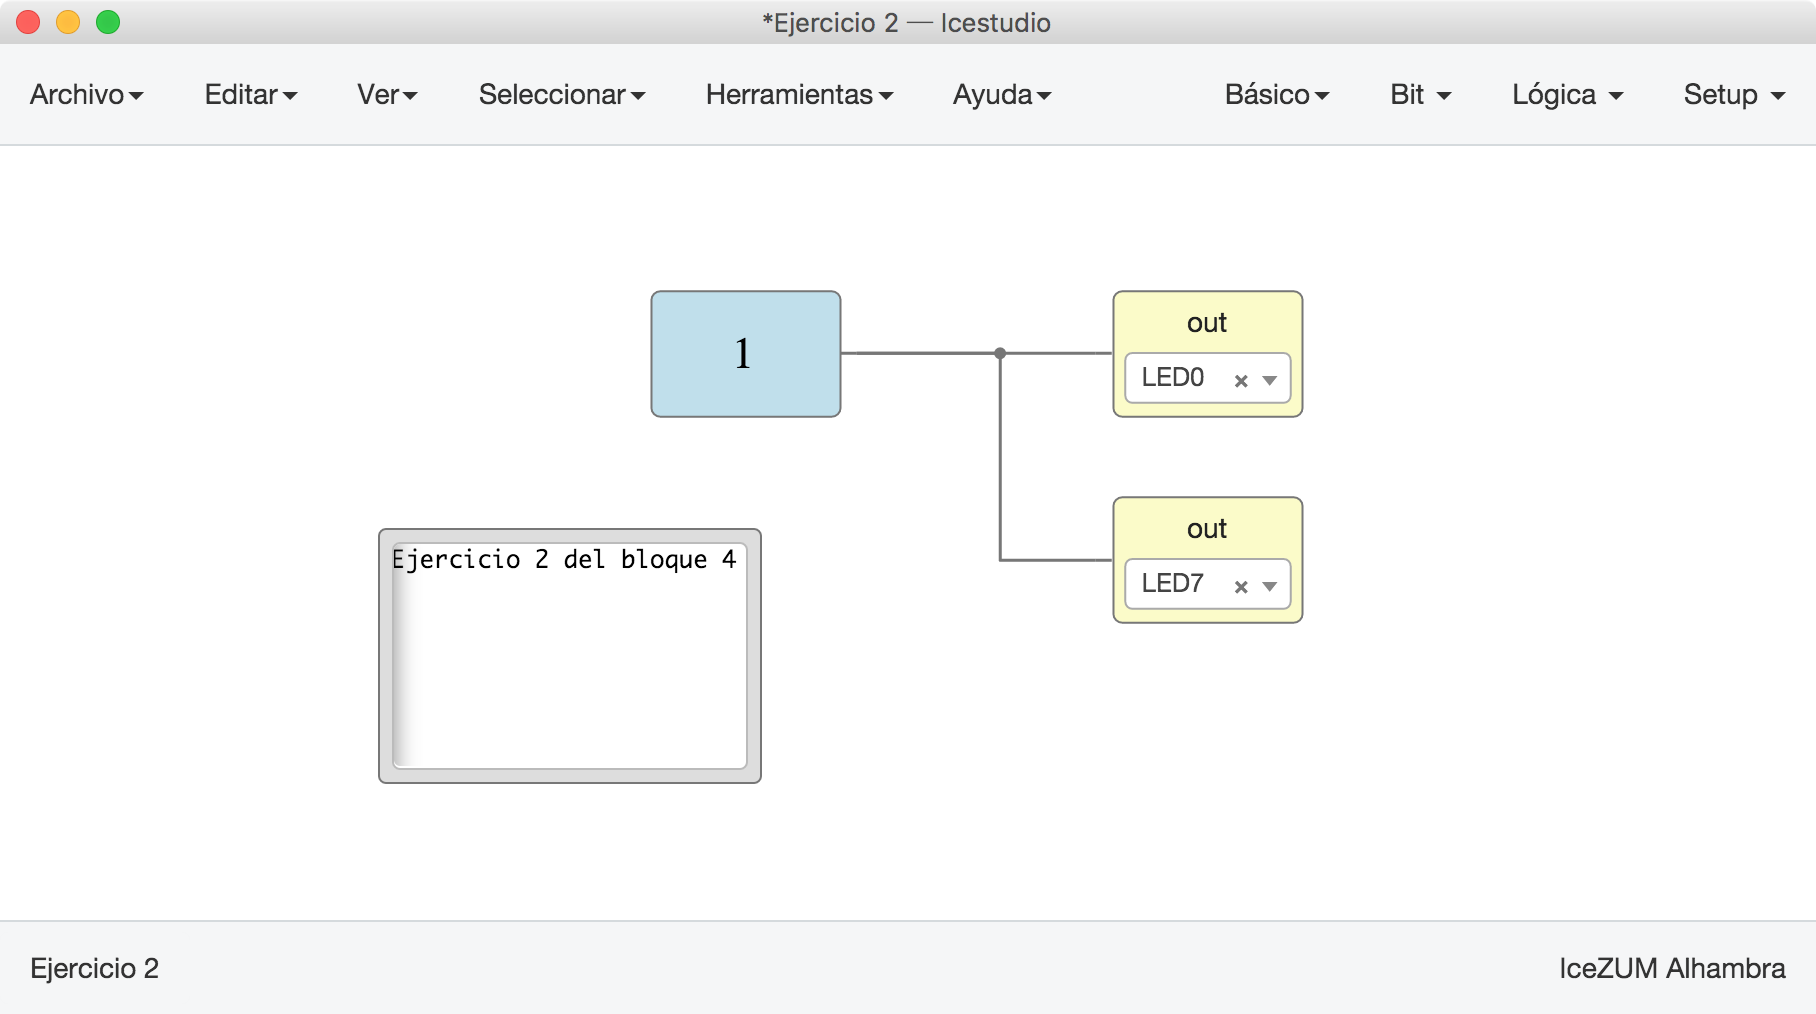 *Ejercicio 2 — Icestudio
Archivo Editar Ver Seleccionar Herramientas Ayuda Básico Bit Lógica Setup
1
out
LED0
out
LED7
Ejercicio 2 del bloque 4
Ejercicio 2
IceZUM Alhambra